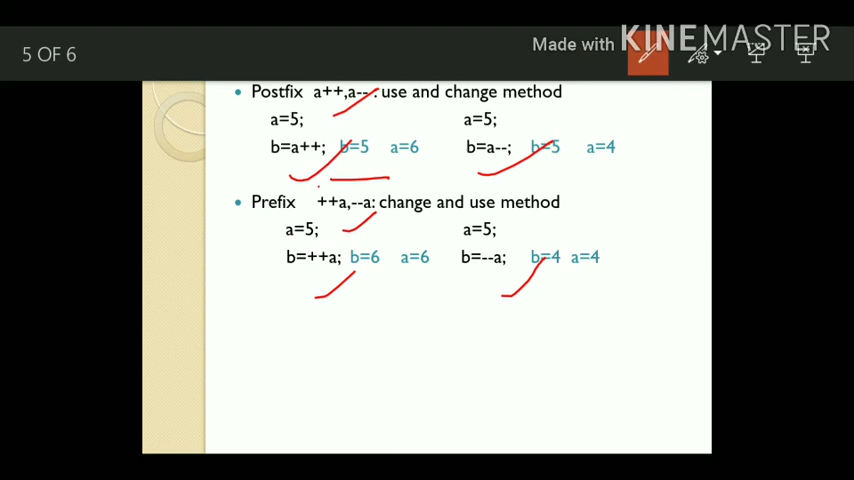 Made with KINEMASTER
5 OF 6
• Postfix a++,a-- : use and change method
a=5; a=5;
b=a++; b=5 a=6 b=a--; b=5 a=4
• Prefix ++a,--a: change and use method
a=5; a=5;
b=++a; b=6 a=6 b=--a; b=4 a=4